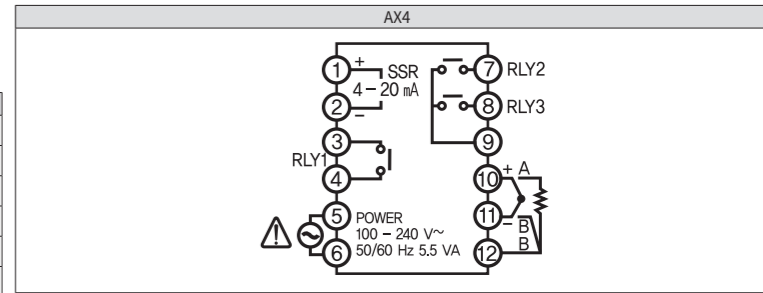 AX4
1 + SSR
4 – 20 mA
2 –
3
RLY1
4
5 POWER
100 – 240 V~
6 50/60 Hz 5.5 VA
7 RLY2
8 RLY3
9
10 + A
11 – B
B
12